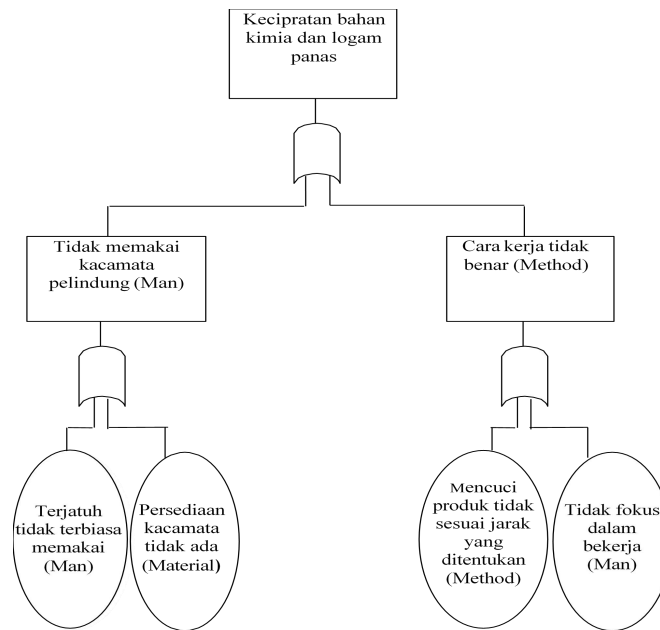 Kecipratan bahan
kimia dan logam
panas
Tidak memakai
kacamata
pelindung (Man)
Cara kerja tidak
benar (Method)
Terjatuh
tidak terbiasa
memakai
(Man)
Persediaan
kacamata
tidak ada
(Material)
Mencuci
produk tidak
sesuai jarak
yang
ditentukan
(Method)
Tidak fokus
dalam
bekerja
(Man)